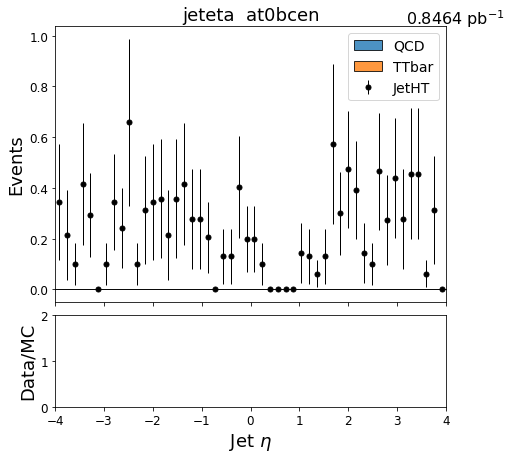 jeteta at0bcen
0.8464 pb⁻¹
QCD
TTbar
JetHT
Events
1.0
0.8
0.6
0.4
0.2
0.0
Data/MC
2
1
0
−4 −3 −2 −1 0 1 2 3 4
Jet η